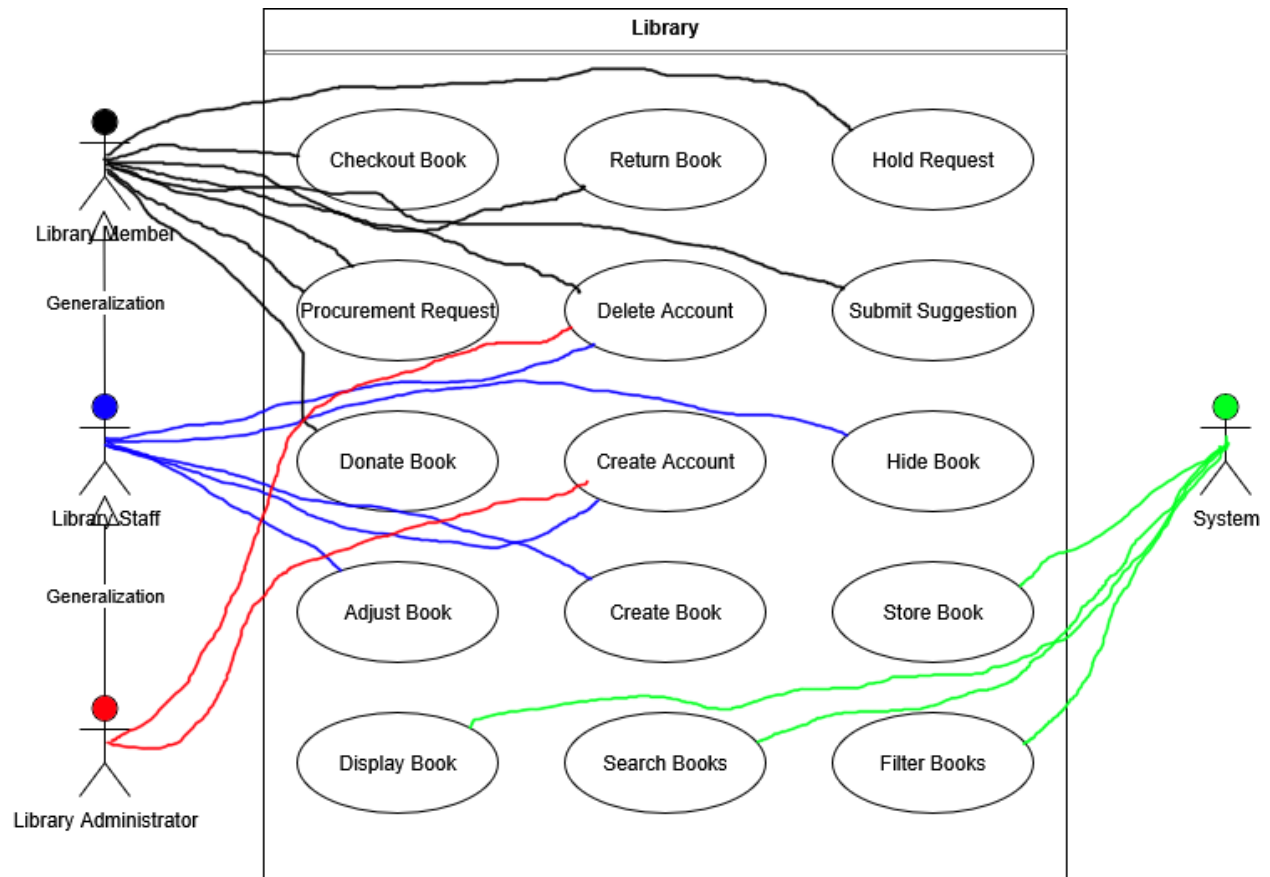 Library
Checkout Book
Return Book
Hold Request
Library Member
Generalization
Procurement Request
Delete Account
Submit Suggestion
Donate Book
Create Account
Hide Book
Library Staff
System
Generalization
Adjust Book
Create Book
Store Book
Display Book
Search Books
Filter Books
Library Administrator